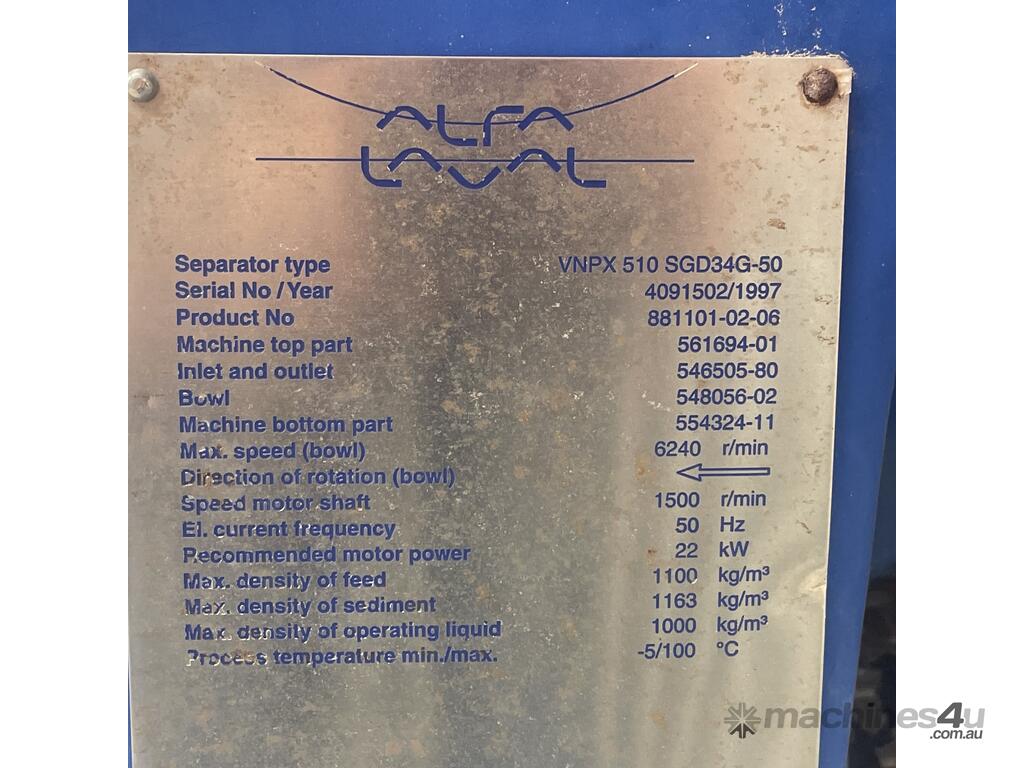 ALFA
LAVAL
Separator type VNPX 510 SGD34G-50
Serial No / Year 4091502/1997
Product No 881101-02-06
Machine top part 561694-01
Inlet and outlet 546505-80
Bowl 548056-02
Machine bottom part 554324-11
Max. speed (bowl) 6240 r/min
Direction of rotation (bowl)
Speed motor shaft 1500 r/min
El. current frequency 50 Hz
Recommended motor power 22 kW
Max. density of feed 1100 kg/m³
Max. density of sediment 1163 kg/m³
Max. density of operating liquid 1000 kg/m³
Process temperature min./max. -5/100 °C
machines4u
.com.au